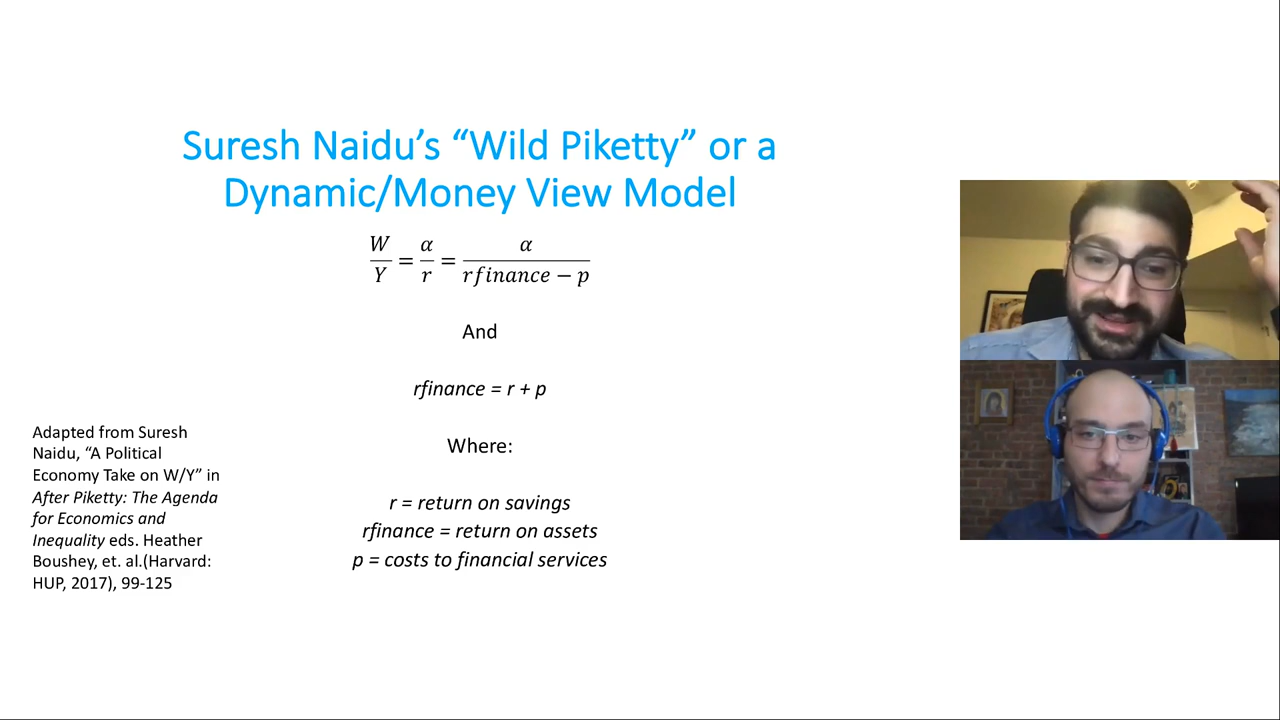 Suresh Naidu’s “Wild Piketty” or a
Dynamic/Money View Model
W/Y = α/r = α/(rfinance − p)
And
rfinance = r + p
Where:
r = return on savings
rfinance = return on assets
p = costs to financial services
Adapted from Suresh
Naidu, “A Political
Economy Take on W/Y” in
After Piketty: The Agenda
for Economics and
Inequality eds. Heather
Boushey, et. al.(Harvard:
HUP, 2017), 99-125